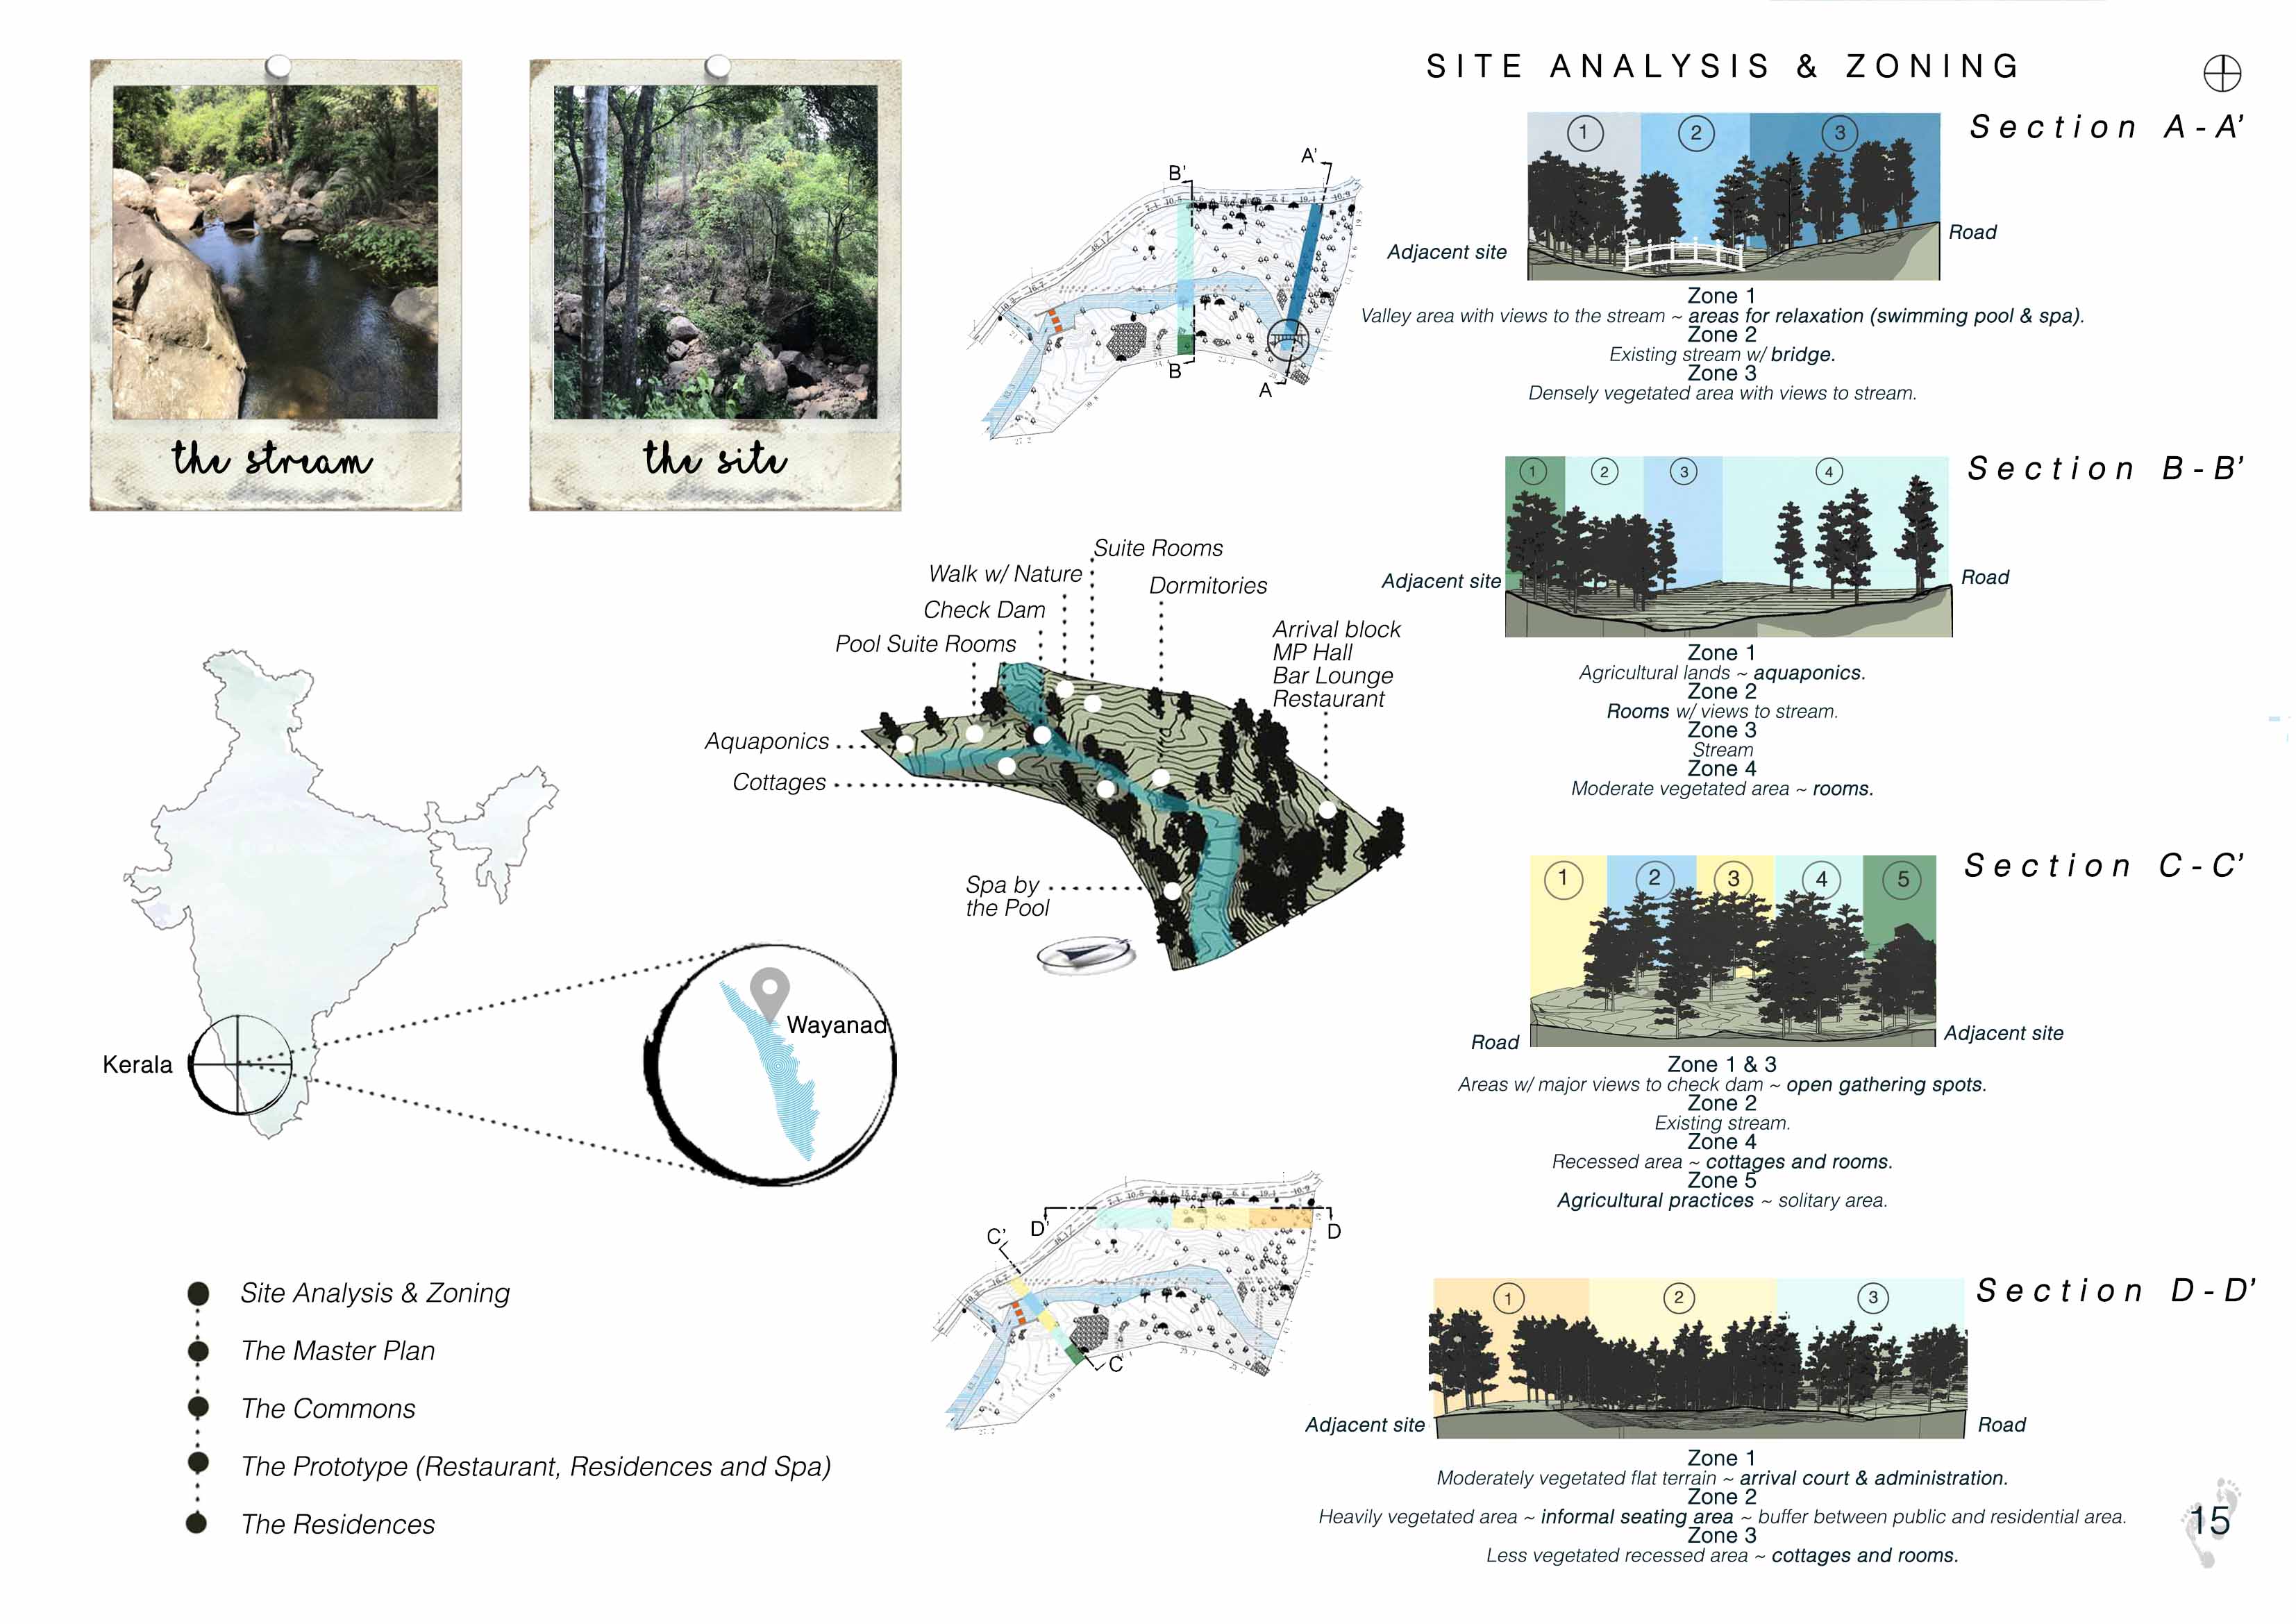 SITE ANALYSIS & ZONING
the stream
the site
B'
A'
B
A
Section A-A'
1
2
3
Adjacent site
Road
Zone 1
Valley area with views to the stream ~ areas for relaxation (swimming pool & spa).
Zone 2
Existing stream w/ bridge.
Zone 3
Densely vegetated area with views to stream.
Section B-B'
1
2
3
4
Adjacent site
Road
Zone 1
Agricultural lands ~ aquaponics.
Zone 2
Rooms w/ views to stream.
Zone 3
Stream
Zone 4
Moderate vegetated area ~ rooms.
Suite Rooms
Walk w/ Nature
Dormitories
Check Dam
Pool Suite Rooms
Arrival block
MP Hall
Bar Lounge
Restaurant
Aquaponics
Cottages
Spa by
the Pool
Kerala
Wayanad
Section C-C'
1
2
3
4
5
Road
Adjacent site
Zone 1 & 3
Areas w/ major views to check dam ~ open gathering spots.
Zone 2
Existing stream.
Zone 4
Recessed area ~ cottages and rooms.
Zone 5
Agricultural practices ~ solitary area.
C'
D'
D
C
Section D-D'
1
2
3
Adjacent site
Road
Zone 1
Moderately vegetated flat terrain ~ arrival court & administration.
Zone 2
Heavily vegetated area ~ informal seating area ~ buffer between public and residential area.
Zone 3
Less vegetated recessed area ~ cottages and rooms.
Site Analysis & Zoning
The Master Plan
The Commons
The Prototype (Restaurant, Residences and Spa)
The Residences
15